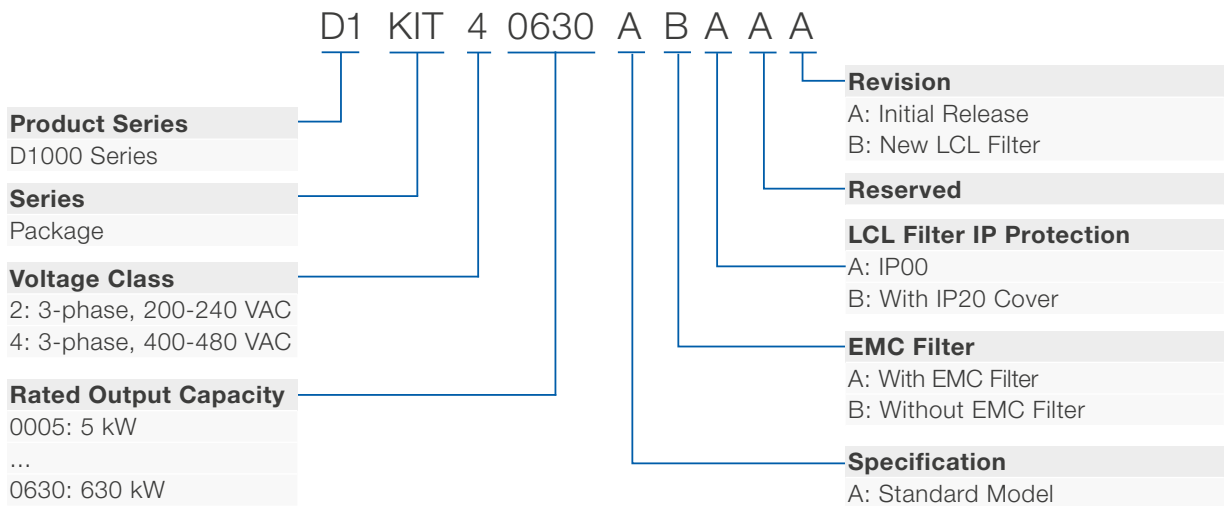 D1 KIT 4 0630 A B A A A
Product Series
D1000 Series
Series
Package
Voltage Class
2: 3-phase, 200-240 VAC
4: 3-phase, 400-480 VAC
Rated Output Capacity
0005: 5 kW
...
0630: 630 kW
Revision
A: Initial Release
B: New LCL Filter
Reserved
LCL Filter IP Protection
A: IP00
B: With IP20 Cover
EMC Filter
A: With EMC Filter
B: Without EMC Filter
Specification
A: Standard Model